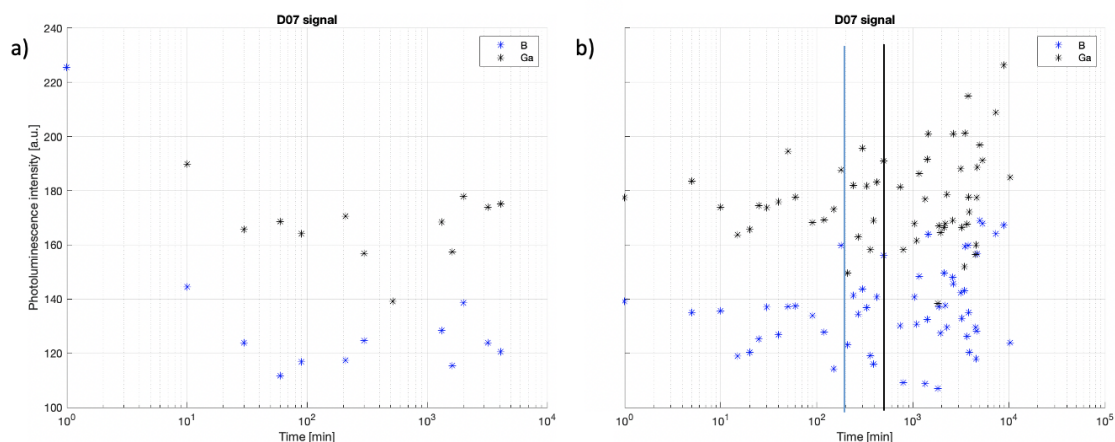 a)
D07 signal
B
Ga
Photoluminescence intensity [a.u.]
240
220
200
180
160
140
120
100
10⁰
10¹
10²
10³
10⁴
Time [min]
b)
D07 signal
B
Ga
10⁰
10¹
10²
10³
10⁴
10⁵
Time [min]